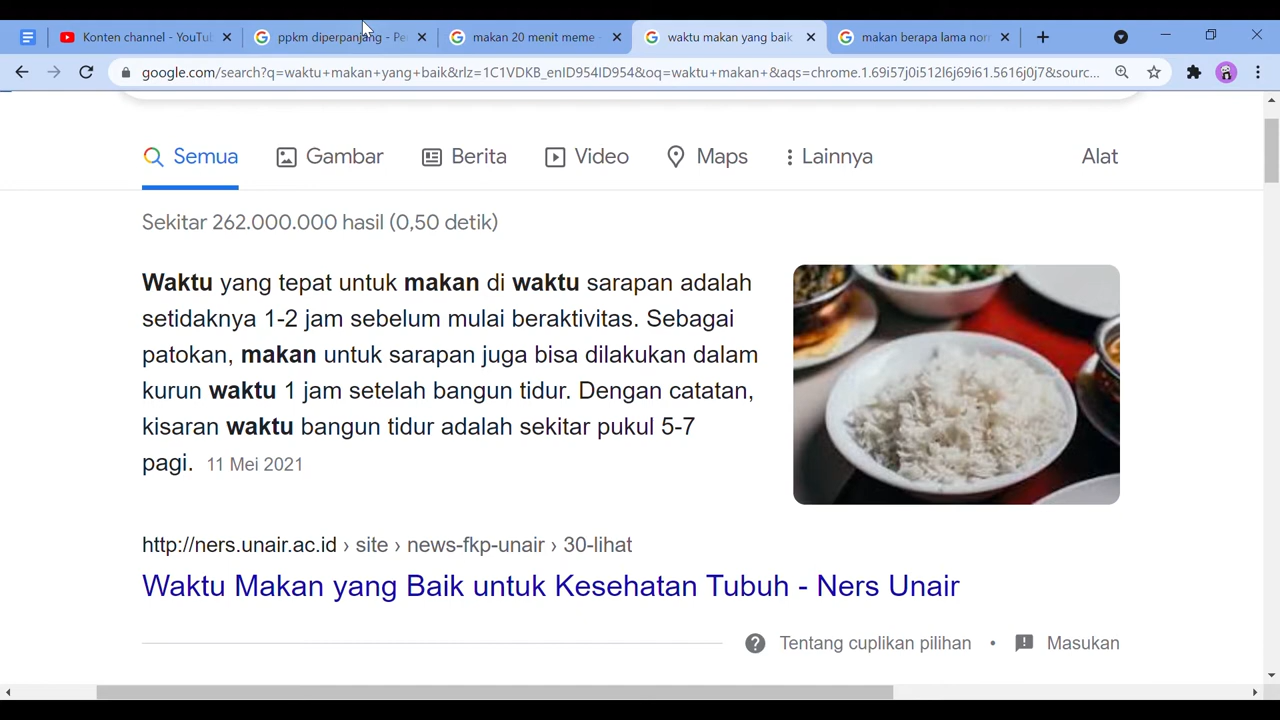 Konten channel - YouTu
ppkm diperpanjang - Pe
makan 20 menit meme -
waktu makan yang baik
makan berapa lama nor
google.com/search?q=waktu+makan+yang+baik&rlz=1C1VDKB_enID954ID954&oq=waktu+makan+&aqs=chrome.1.69i57j0i512l6j69i61.5616j0j7&sourc...
Semua
Gambar
Berita
Video
Maps
Lainnya
Alat
Sekitar 262.000.000 hasil (0,50 detik)
Waktu yang tepat untuk makan di waktu sarapan adalah
setidaknya 1-2 jam sebelum mulai beraktivitas. Sebagai
patokan, makan untuk sarapan juga bisa dilakukan dalam
kurun waktu 1 jam setelah bangun tidur. Dengan catatan,
kisaran waktu bangun tidur adalah sekitar pukul 5-7
pagi. 11 Mei 2021
http://ners.unair.ac.id › site › news-fkp-unair › 30-lihat
Waktu Makan yang Baik untuk Kesehatan Tubuh - Ners Unair
Tentang cuplikan pilihan • Masukan